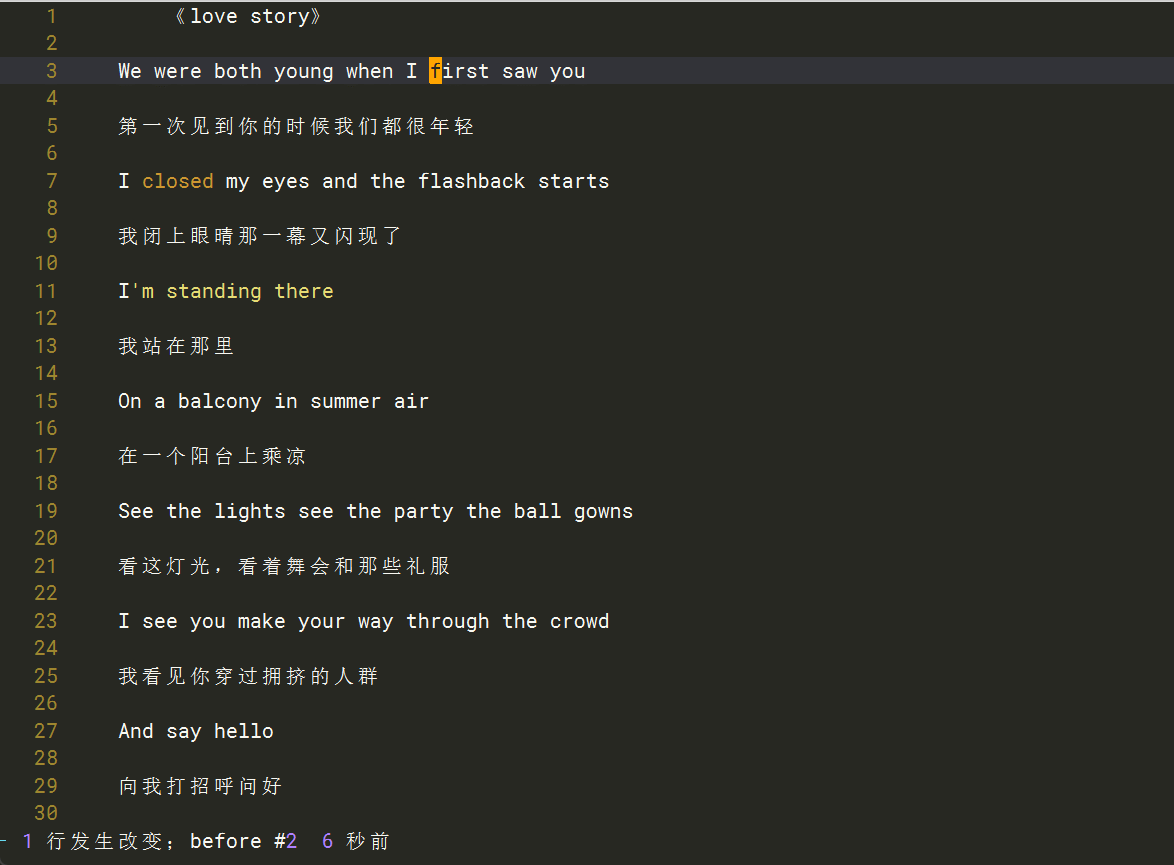 1 《love story》
2
3 We were both young when I first saw you
4
5 第一次见到你的时候我们都很年轻
6
7 I closed my eyes and the flashback starts
8
9 我闭上眼睛那一幕又闪现了
10
11 I'm standing there
12
13 我站在那里
14
15 On a balcony in summer air
16
17 在一个阳台上乘凉
18
19 See the lights see the party the ball gowns
20
21 看这灯光，看着舞会和那些礼服
22
23 I see you make your way through the crowd
24
25 我看见你穿过拥挤的人群
26
27 And say hello
28
29 向我打招呼问好
30
- 1 行发生改变；before #2 6 秒前